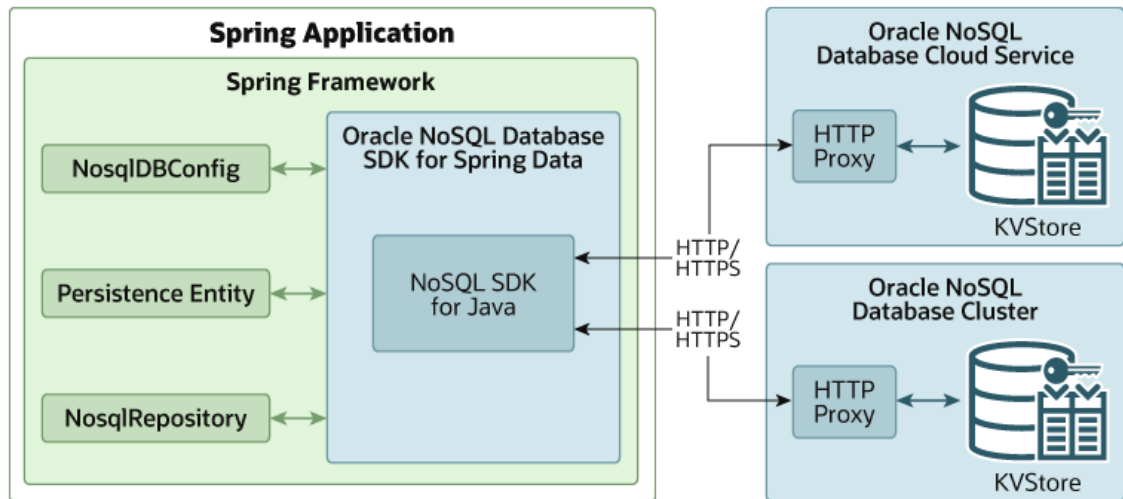 Spring Application
Spring Framework
NosqlDBConfig
Persistence Entity
NosqlRepository
Oracle NoSQL Database
SDK for Spring Data
NoSQL SDK
for Java
HTTP/
HTTPS
HTTP/
HTTPS
Oracle NoSQL
Database Cloud Service
HTTP
Proxy
KVStore
Oracle NoSQL
Database Cluster
HTTP
Proxy
KVStore